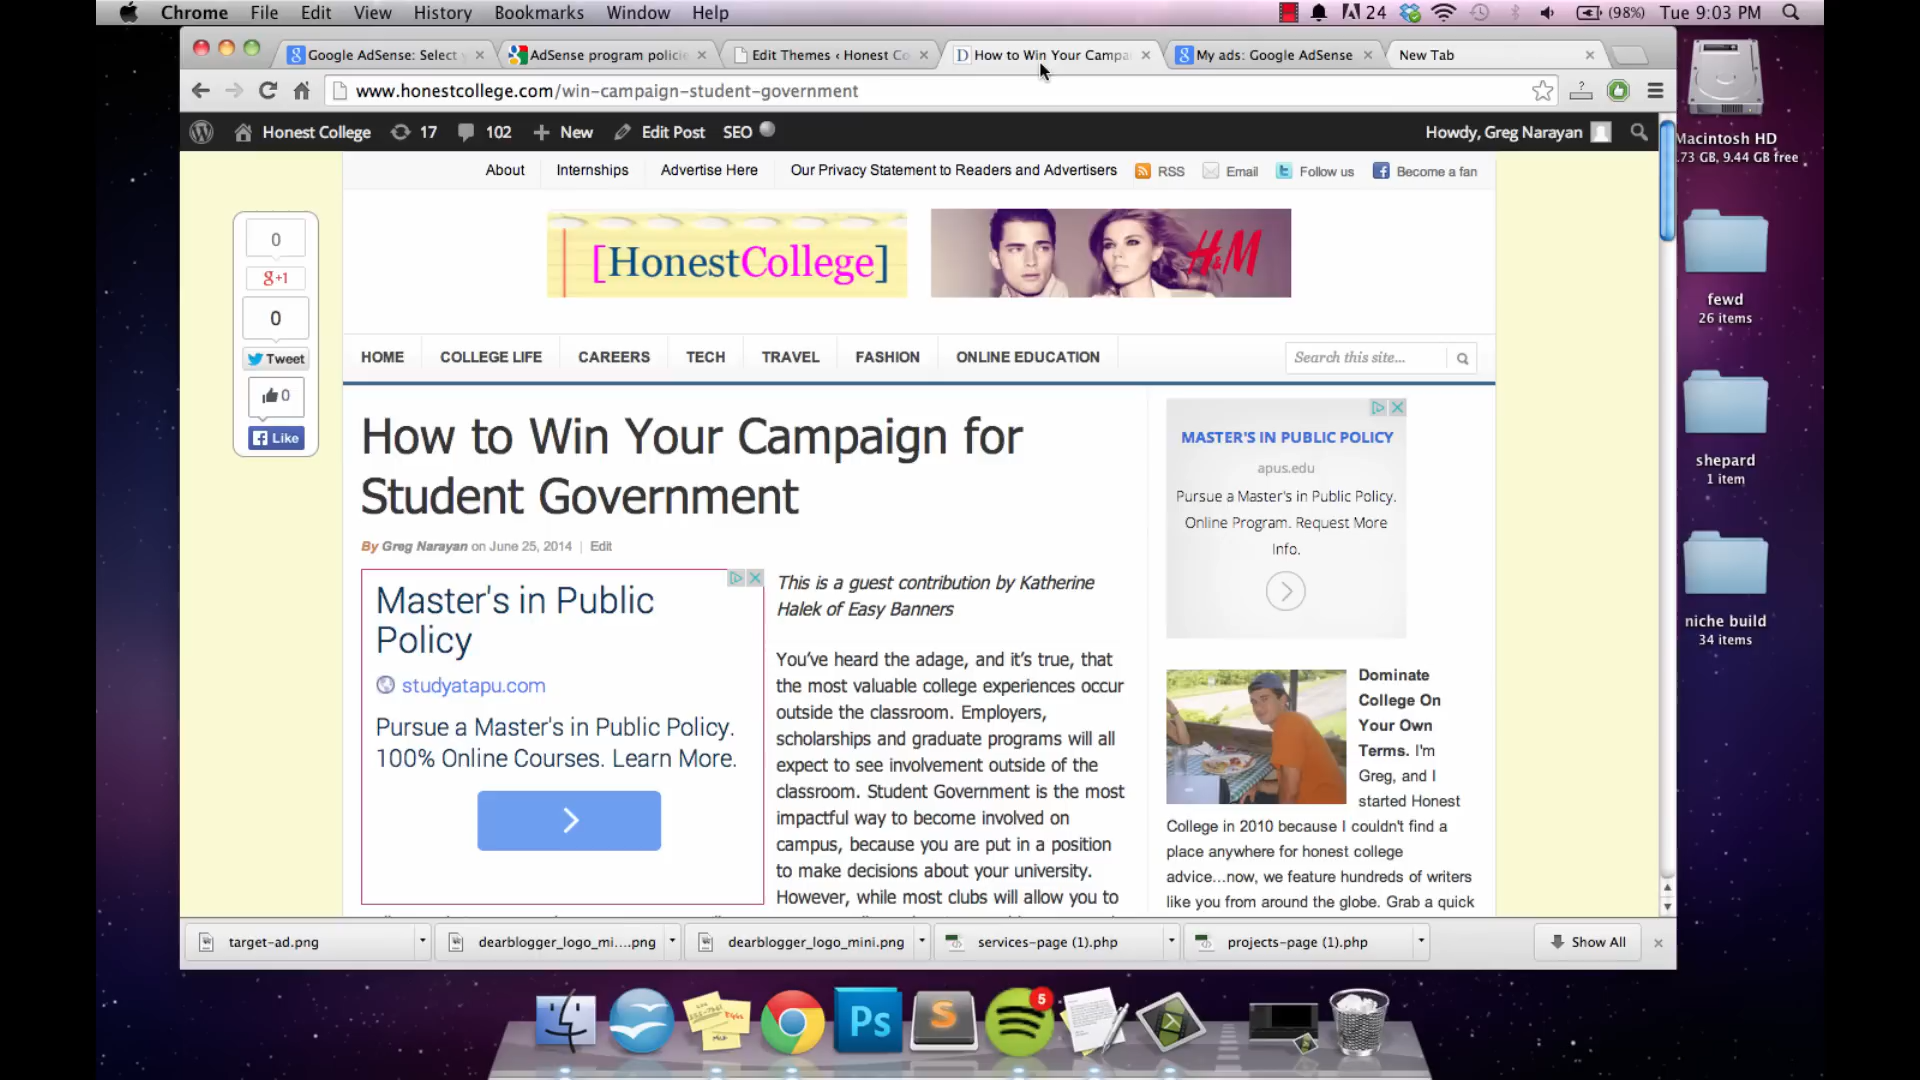 Chrome File Edit View History Bookmarks Window Help 24 (98%) Tue 9:03 PM
Google AdSense: Select AdSense program policie Edit Themes ‹ Honest Co How to Win Your Campa My ads: Google AdSense New Tab
www.honestcollege.com/win-campaign-student-government
Honest College 17 102 New Edit Post SEO Howdy, Greg Narayan
About Internships Advertise Here Our Privacy Statement to Readers and Advertisers RSS Email Follow us Become a fan
[HonestCollege] H&M
HOME COLLEGE LIFE CAREERS TECH TRAVEL FASHION ONLINE EDUCATION Search this site...
0
g+1
0
Tweet
0
Like
How to Win Your Campaign for
Student Government
By Greg Narayan on June 25, 2014 | Edit
Master's in Public
Policy
studyatapu.com
Pursue a Master's in Public Policy.
100% Online Courses. Learn More.
This is a guest contribution by Katherine
Halek of Easy Banners
You've heard the adage, and it's true, that
the most valuable college experiences occur
outside the classroom. Employers,
scholarships and graduate programs will all
expect to see involvement outside of the
classroom. Student Government is the most
impactful way to become involved on
campus, because you are put in a position
to make decisions about your university.
However, while most clubs will allow you to
MASTER'S IN PUBLIC POLICY
apus.edu
Pursue a Master's in Public Policy.
Online Program. Request More
Info.
Dominate
College On
Your Own
Terms. I'm
Greg, and I
started Honest
College in 2010 because I couldn't find a
place anywhere for honest college
advice...now, we feature hundreds of writers
like you from around the globe. Grab a quick
Macintosh HD
.73 GB, 9.44 GB free
fewd
26 items
shepard
1 item
niche build
34 items
target-ad.png dearblogger_logo_mi....png dearblogger_logo_mini.png services-page (1).php projects-page (1).php Show All
Ps S 5